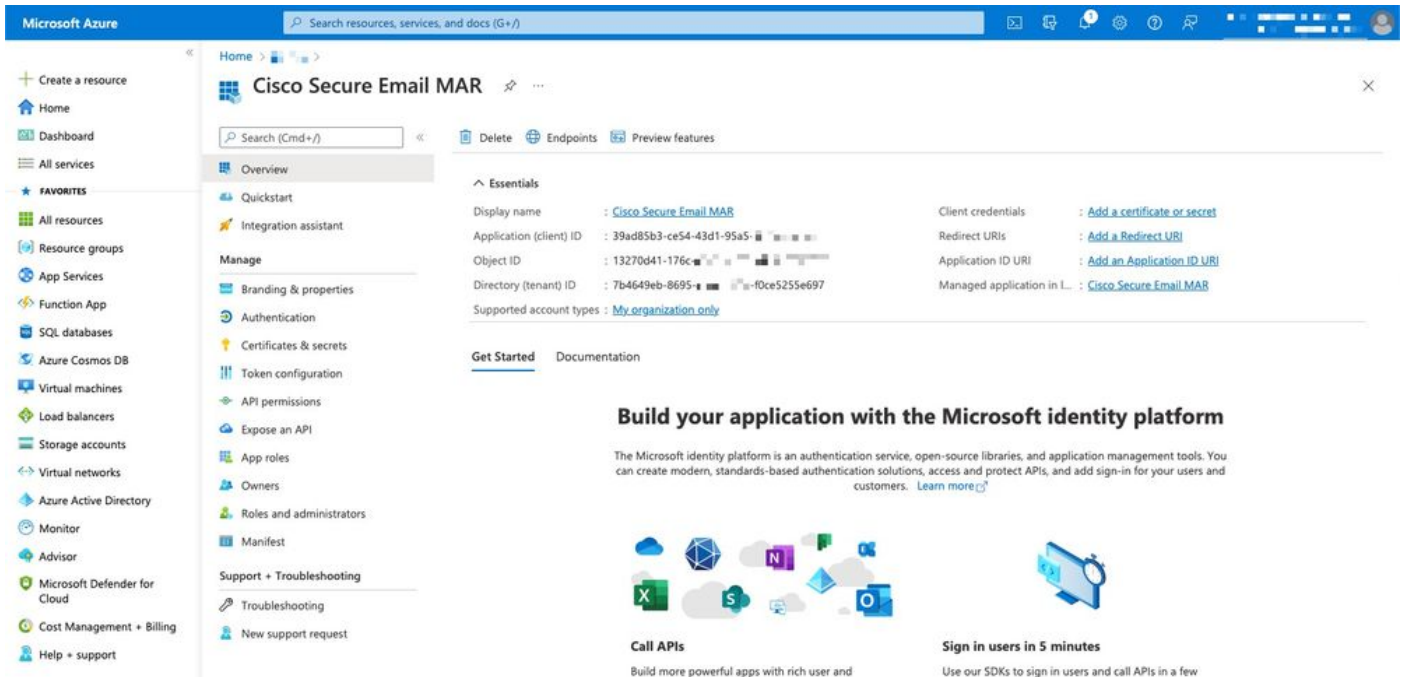 Microsoft Azure
Search resources, services, and docs (G+/)
1
Create a resource
Home
Dashboard
All services
FAVORITES
All resources
Resource groups
App Services
Function App
SQL databases
Azure Cosmos DB
Virtual machines
Load balancers
Storage accounts
Virtual networks
Azure Active Directory
Monitor
Advisor
Microsoft Defender for
Cloud
Cost Management + Billing
Help + support
Home > >
Cisco Secure Email MAR ...
Search (Cmd+/)
Overview
Quickstart
Integration assistant
Manage
Branding & properties
Authentication
Certificates & secrets
Token configuration
API permissions
Expose an API
App roles
Owners
Roles and administrators
Manifest
Support + Troubleshooting
Troubleshooting
New support request
Delete Endpoints Preview features
Essentials
Display name : Cisco Secure Email MAR
Application (client) ID : 39ad85b3-ce54-43d1-95a5-
Object ID : 13270d41-176c-
Directory (tenant) ID : 7b4649eb-8695- -f0ce5255e697
Supported account types : My organization only
Client credentials : Add a certificate or secret
Redirect URIs : Add a Redirect URI
Application ID URI : Add an Application ID URI
Managed application in l... : Cisco Secure Email MAR
Get Started Documentation
Build your application with the Microsoft identity platform
The Microsoft identity platform is an authentication service, open-source libraries, and application management tools. You
can create modern, standards-based authentication solutions, access and protect APIs, and add sign-in for your users and
customers. Learn more
N
X
S
O
Call APIs
Build more powerful apps with rich user and
Sign in users in 5 minutes
Use our SDKs to sign in users and call APIs in a few